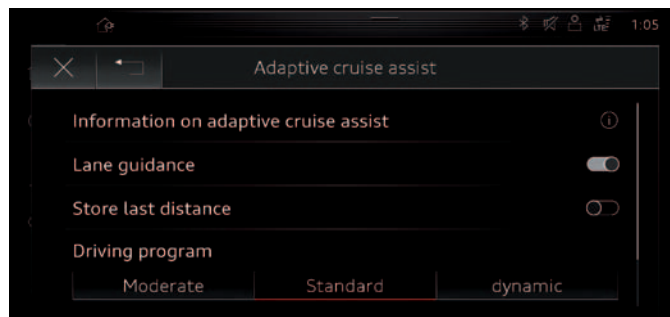 LTE 1:05
Adaptive cruise assist
Information on adaptive cruise assist
Lane guidance
Store last distance
Driving program
Moderate Standard dynamic